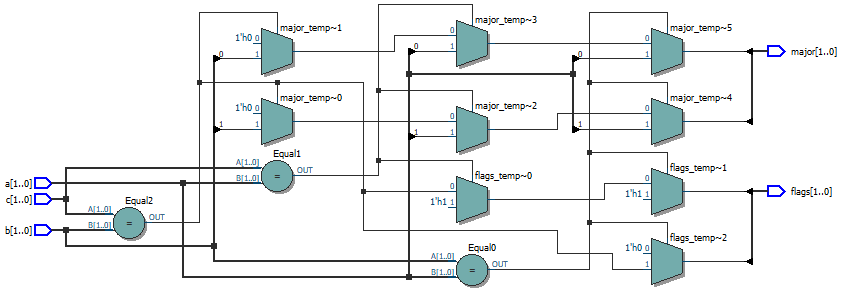 major_temp~1
1'h0 0
0 1
major_temp~3
0
0 1
major_temp~5
0
0 1
major[1..0]
major_temp~0
1'h0 0
1 1
major_temp~2
0
1 1
major_temp~4
0
1 1
Equal1
A[1..0]
B[1..0]
OUT
flags_temp~0
0
1'h1 1
flags_temp~1
0
1'h1 1
flags[1..0]
a[1..0]
c[1..0]
b[1..0]
Equal2
A[1..0]
B[1..0]
OUT
=
=
flags_temp~2
1'h0 0
1
Equal0
A[1..0]
B[1..0]
OUT
=